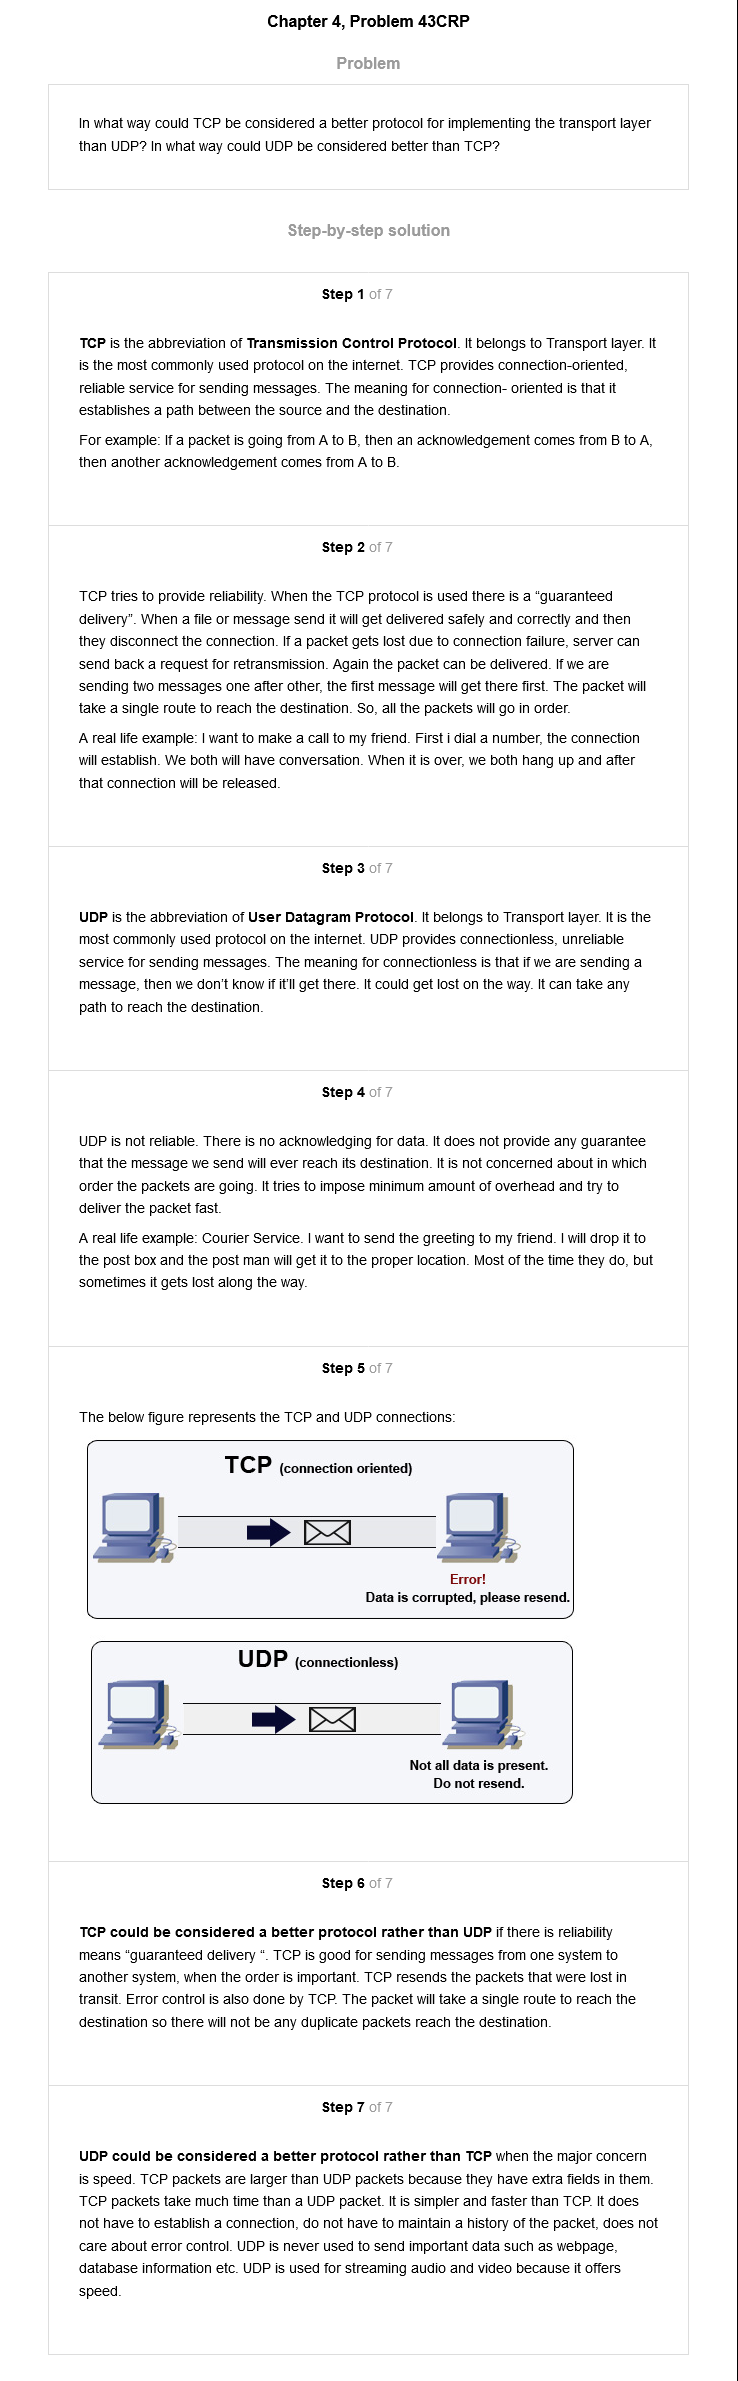 Chapter 4, Problem 43CRP
Problem
In what way could TCP be considered a better protocol for implementing the transport layer
than UDP? In what way could UDP be considered better than TCP?
Step-by-step solution
Step 1 of 7
TCP is the abbreviation of Transmission Control Protocol. It belongs to Transport layer. It
is the most commonly used protocol on the internet. TCP provides connection-oriented,
reliable service for sending messages. The meaning for connection- oriented is that it
establishes a path between the source and the destination.
For example: If a packet is going from A to B, then an acknowledgement comes from B to A,
then another acknowledgement comes from A to B.
Step 2 of 7
TCP tries to provide reliability. When the TCP protocol is used there is a “guaranteed
delivery”. When a file or message send it will get delivered safely and correctly and then
they disconnect the connection. If a packet gets lost due to connection failure, server can
send back a request for retransmission. Again the packet can be delivered. If we are
sending two messages one after other, the first message will get there first. The packet will
take a single route to reach the destination. So, all the packets will go in order.
A real life example: I want to make a call to my friend. First i dial a number, the connection
will establish. We both will have conversation. When it is over, we both hang up and after
that connection will be released.
Step 3 of 7
UDP is the abbreviation of User Datagram Protocol. It belongs to Transport layer. It is the
most commonly used protocol on the internet. UDP provides connectionless, unreliable
service for sending messages. The meaning for connectionless is that if we are sending a
message, then we don’t know if it’ll get there. It could get lost on the way. It can take any
path to reach the destination.
Step 4 of 7
UDP is not reliable. There is no acknowledging for data. It does not provide any guarantee
that the message we send will ever reach its destination. It is not concerned about in which
order the packets are going. It tries to impose minimum amount of overhead and try to
deliver the packet fast.
A real life example: Courier Service. I want to send the greeting to my friend. I will drop it to
the post box and the post man will get it to the proper location. Most of the time they do, but
sometimes it gets lost along the way.
Step 5 of 7
The below figure represents the TCP and UDP connections:
TCP (connection oriented)
Error!
Data is corrupted, please resend.
UDP (connectionless)
Not all data is present.
Do not resend.
Step 6 of 7
TCP could be considered a better protocol rather than UDP if there is reliability
means “guaranteed delivery “. TCP is good for sending messages from one system to
another system, when the order is important. TCP resends the packets that were lost in
transit. Error control is also done by TCP. The packet will take a single route to reach the
destination so there will not be any duplicate packets reach the destination.
Step 7 of 7
UDP could be considered a better protocol rather than TCP when the major concern
is speed. TCP packets are larger than UDP packets because they have extra fields in them.
TCP packets take much time than a UDP packet. It is simpler and faster than TCP. It does
not have to establish a connection, do not have to maintain a history of the packet, does not
care about error control. UDP is never used to send important data such as webpage,
database information etc. UDP is used for streaming audio and video because it offers
speed.